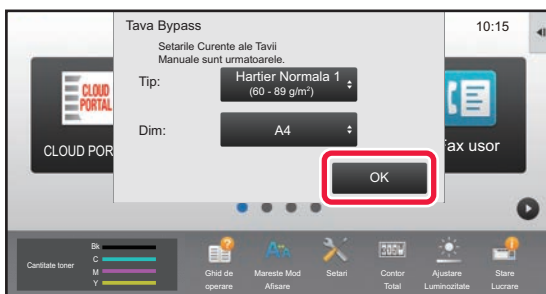 Tava Bypass
10:15
Setarile Curente ale Tavii
Manuale sunt urmatoarele.
Tip:
Hartier Normala 1
(60 - 89 g/m²)
Dim:
A4
OK
CLOUD
PORTAL
CLOUD POR
ax usor
Cantitate toner
Bk
C
M
Y
Ghid de
operare
Mareste Mod
Afisare
Setari
Contor
Total
Ajustare
Luminozitate
Stare
Lucrare